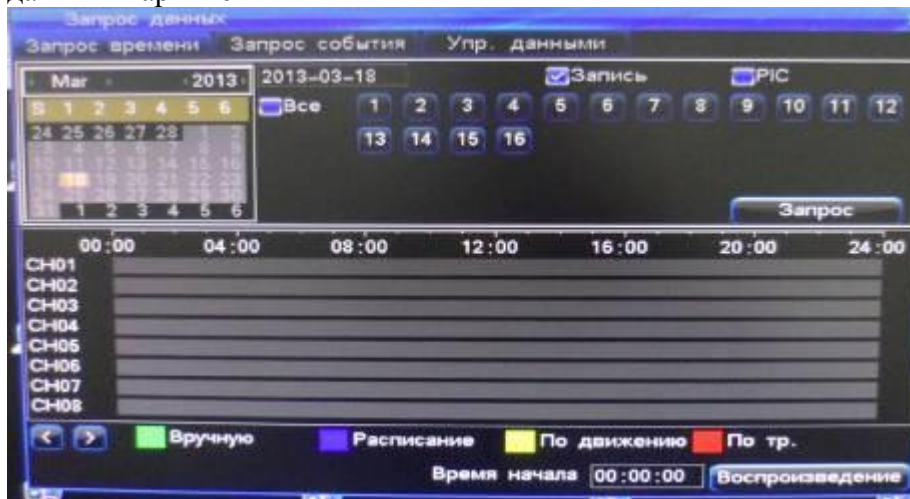 Запрос данных
Запрос времени Запрос события Упр. данными
Mar 2013 2013-03-18 Запись PIC
S 1 2 3 4 5 6 Все 1 2 3 4 5 6 7 8 9 10 11 12
24 25 26 27 28 1 2 13 14 15 16
31 1 2 3 4 5 6 Запрос
00:00 04:00 08:00 12:00 16:00 20:00 24:00
CH01
CH02
CH03
CH04
CH05
CH06
CH07
CH08
< > Вручную Расписание По движению По тр.
Время начала 00:00:00 Воспроизведение